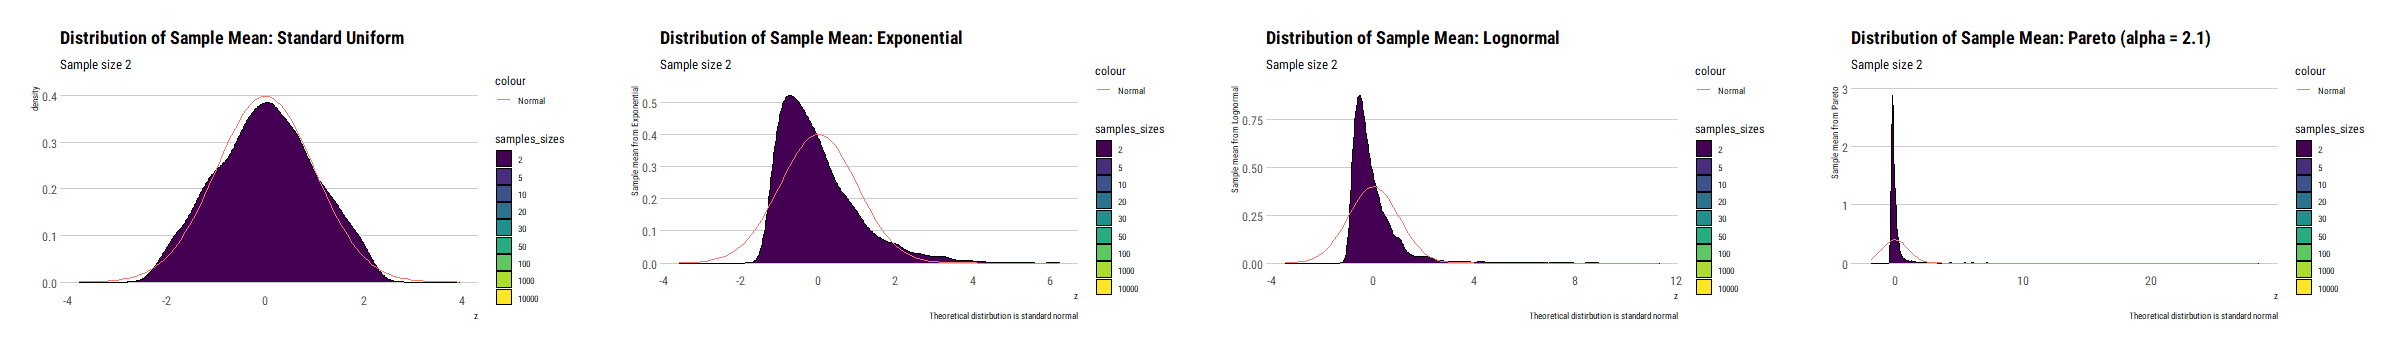 Distribution of Sample Mean: Standard Uniform
Sample size 2
density
0.4
0.3
0.2
0.1
0.0
-4 -2 0 2 4
z
colour
Normal
samples_sizes
2
5
10
20
30
50
100
1000
10000
Distribution of Sample Mean: Exponential
Sample size 2
Sample mean from Exponential
0.5
0.4
0.3
0.2
0.1
0.0
-4 -2 0 2 4 6
z
Theoretical distirbution is standard normal
colour
Normal
samples_sizes
2
5
10
20
30
50
100
1000
10000
Distribution of Sample Mean: Lognormal
Sample size 2
Sample mean from Lognormal
0.75
0.50
0.25
0.00
-4 0 4 8 12
z
Theoretical distirbution is standard normal
colour
Normal
samples_sizes
2
5
10
20
30
50
100
1000
10000
Distribution of Sample Mean: Pareto (alpha = 2.1)
Sample size 2
Sample mean from Pareto
3
2
1
0
0 10 20
z
Theoretical distirbution is standard normal
colour
Normal
samples_sizes
2
5
10
20
30
50
100
1000
10000